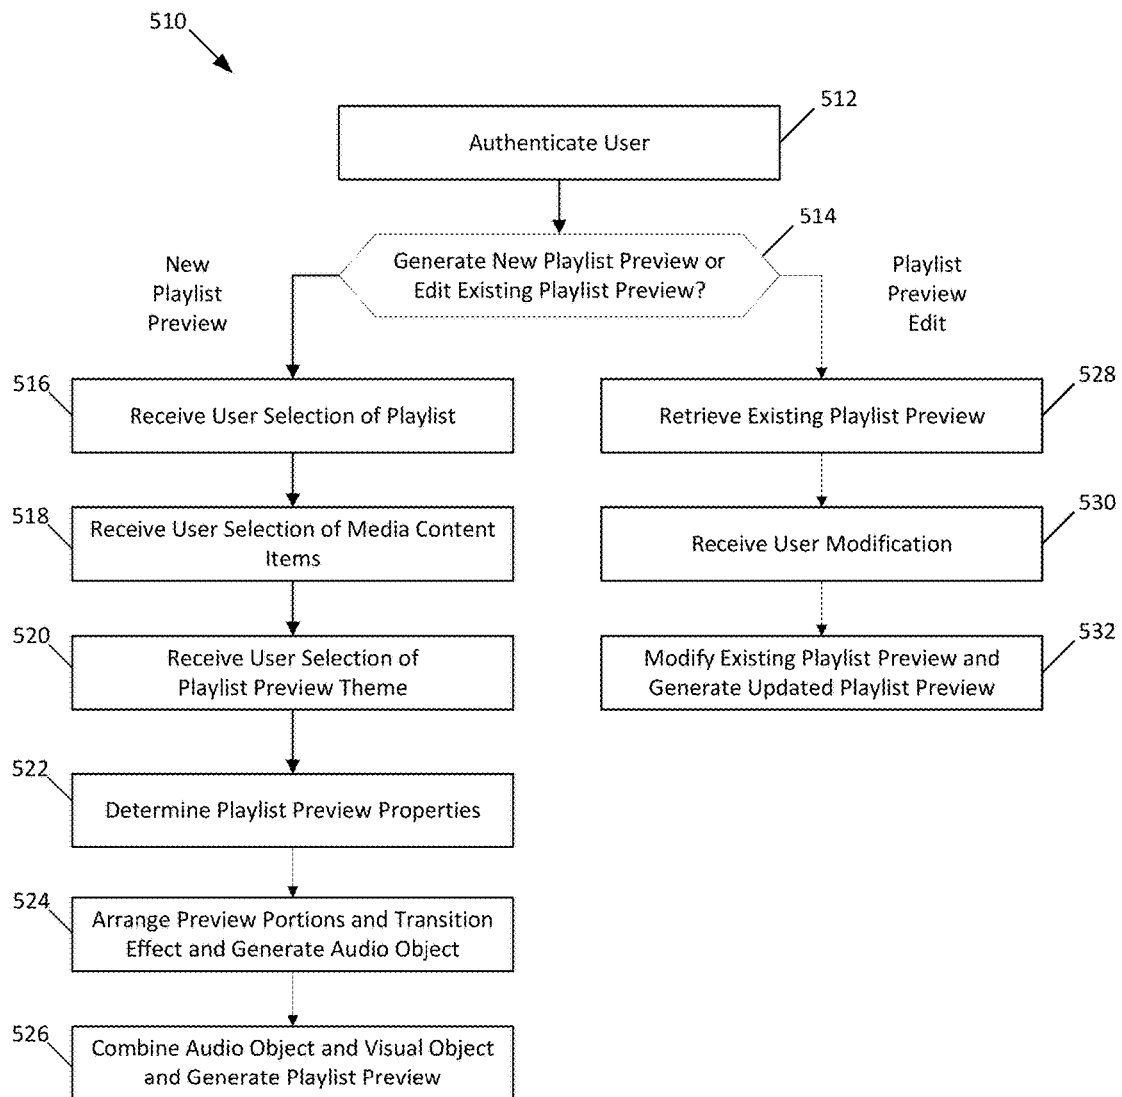 510
512
Authenticate User
514
Generate New Playlist Preview or
Edit Existing Playlist Preview?
New
Playlist
Preview
Playlist
Preview
Edit
516
Receive User Selection of Playlist
528
Retrieve Existing Playlist Preview
518
Receive User Selection of Media Content
Items
530
Receive User Modification
520
Receive User Selection of
Playlist Preview Theme
532
Modify Existing Playlist Preview and
Generate Updated Playlist Preview
522
Determine Playlist Preview Properties
524
Arrange Preview Portions and Transition
Effect and Generate Audio Object
526
Combine Audio Object and Visual Object
and Generate Playlist Preview